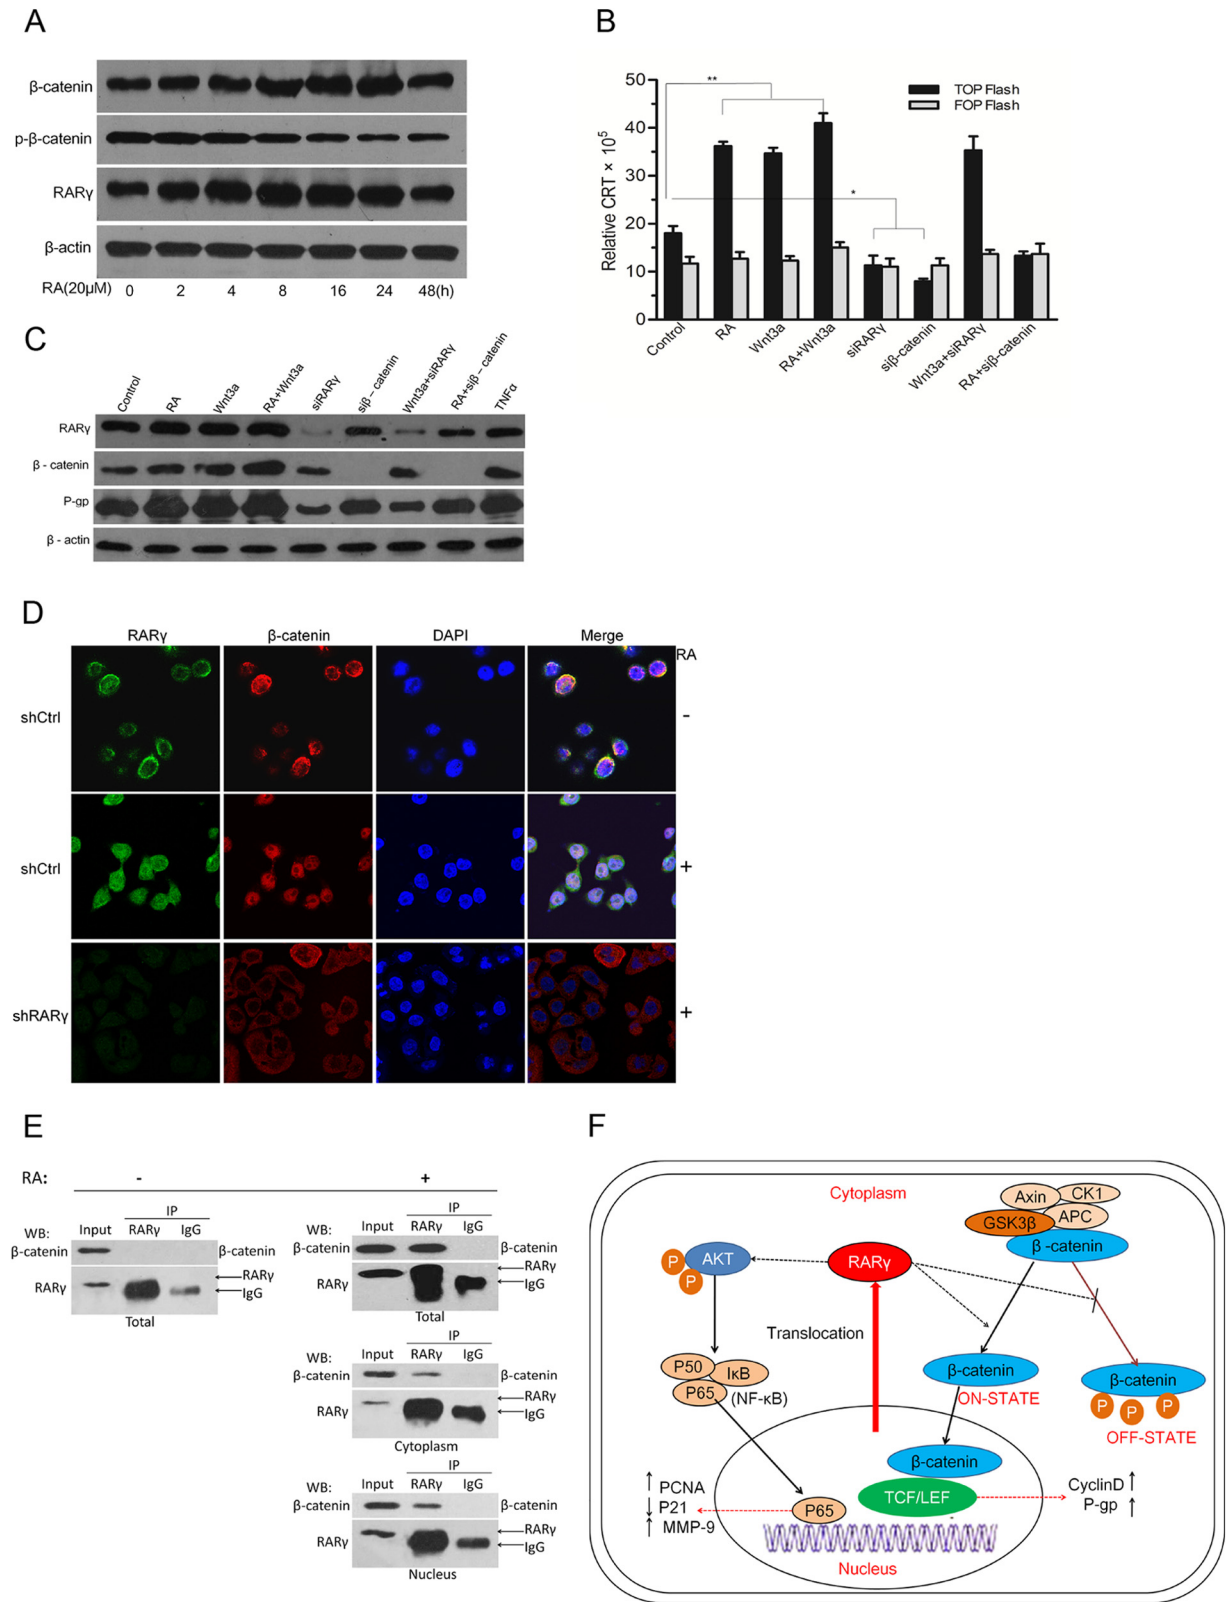 A
β-catenin
p-β-catenin
RARγ
β-actin
RA(20μM) 0 2 4 8 16 24 48(h)
B
Relative CRT × 10⁵
50
40
30
20
10
0
**
*
TOP Flash
FOP Flash
Control
RA
Wnt3a
RA+Wnt3a
siRARγ
siβ-catenin
Wnt3a+siRARγ
RA+siβ-catenin
C
Control
RA
Wnt3a
RA+Wnt3a
siRARγ
siβ – catenin
Wnt3a+siRARγ
RA+siβ – catenin
TNFα
RARγ
β - catenin
P-gp
β - actin
D
RARγ β-catenin DAPI Merge
RA
shCtrl -
shCtrl +
shRARγ +
E
RA: - +
IP
WB: Input RARγ IgG
β-catenin β-catenin
RARγ RARγ
IgG
Total
IP
WB: Input RARγ IgG
β-catenin β-catenin
RARγ RARγ
IgG
Total
IP
WB: Input RARγ IgG
β-catenin β-catenin
RARγ RARγ
IgG
Cytoplasm
IP
WB: Input RARγ IgG
β-catenin β-catenin
RARγ RARγ
IgG
Nucleus
F
Cytoplasm
Axin CK1
GSK3β APC
β -catenin
P
P
AKT
RARγ
Translocation
P50 IκB
P65 (NF-κB)
β-catenin
ON-STATE
β-catenin
P P P
OFF-STATE
β-catenin
TCF/LEF
CyclinD ↑
P-gp ↑
↑ PCNA
↓ P21
↑ MMP-9
P65
Nucleus